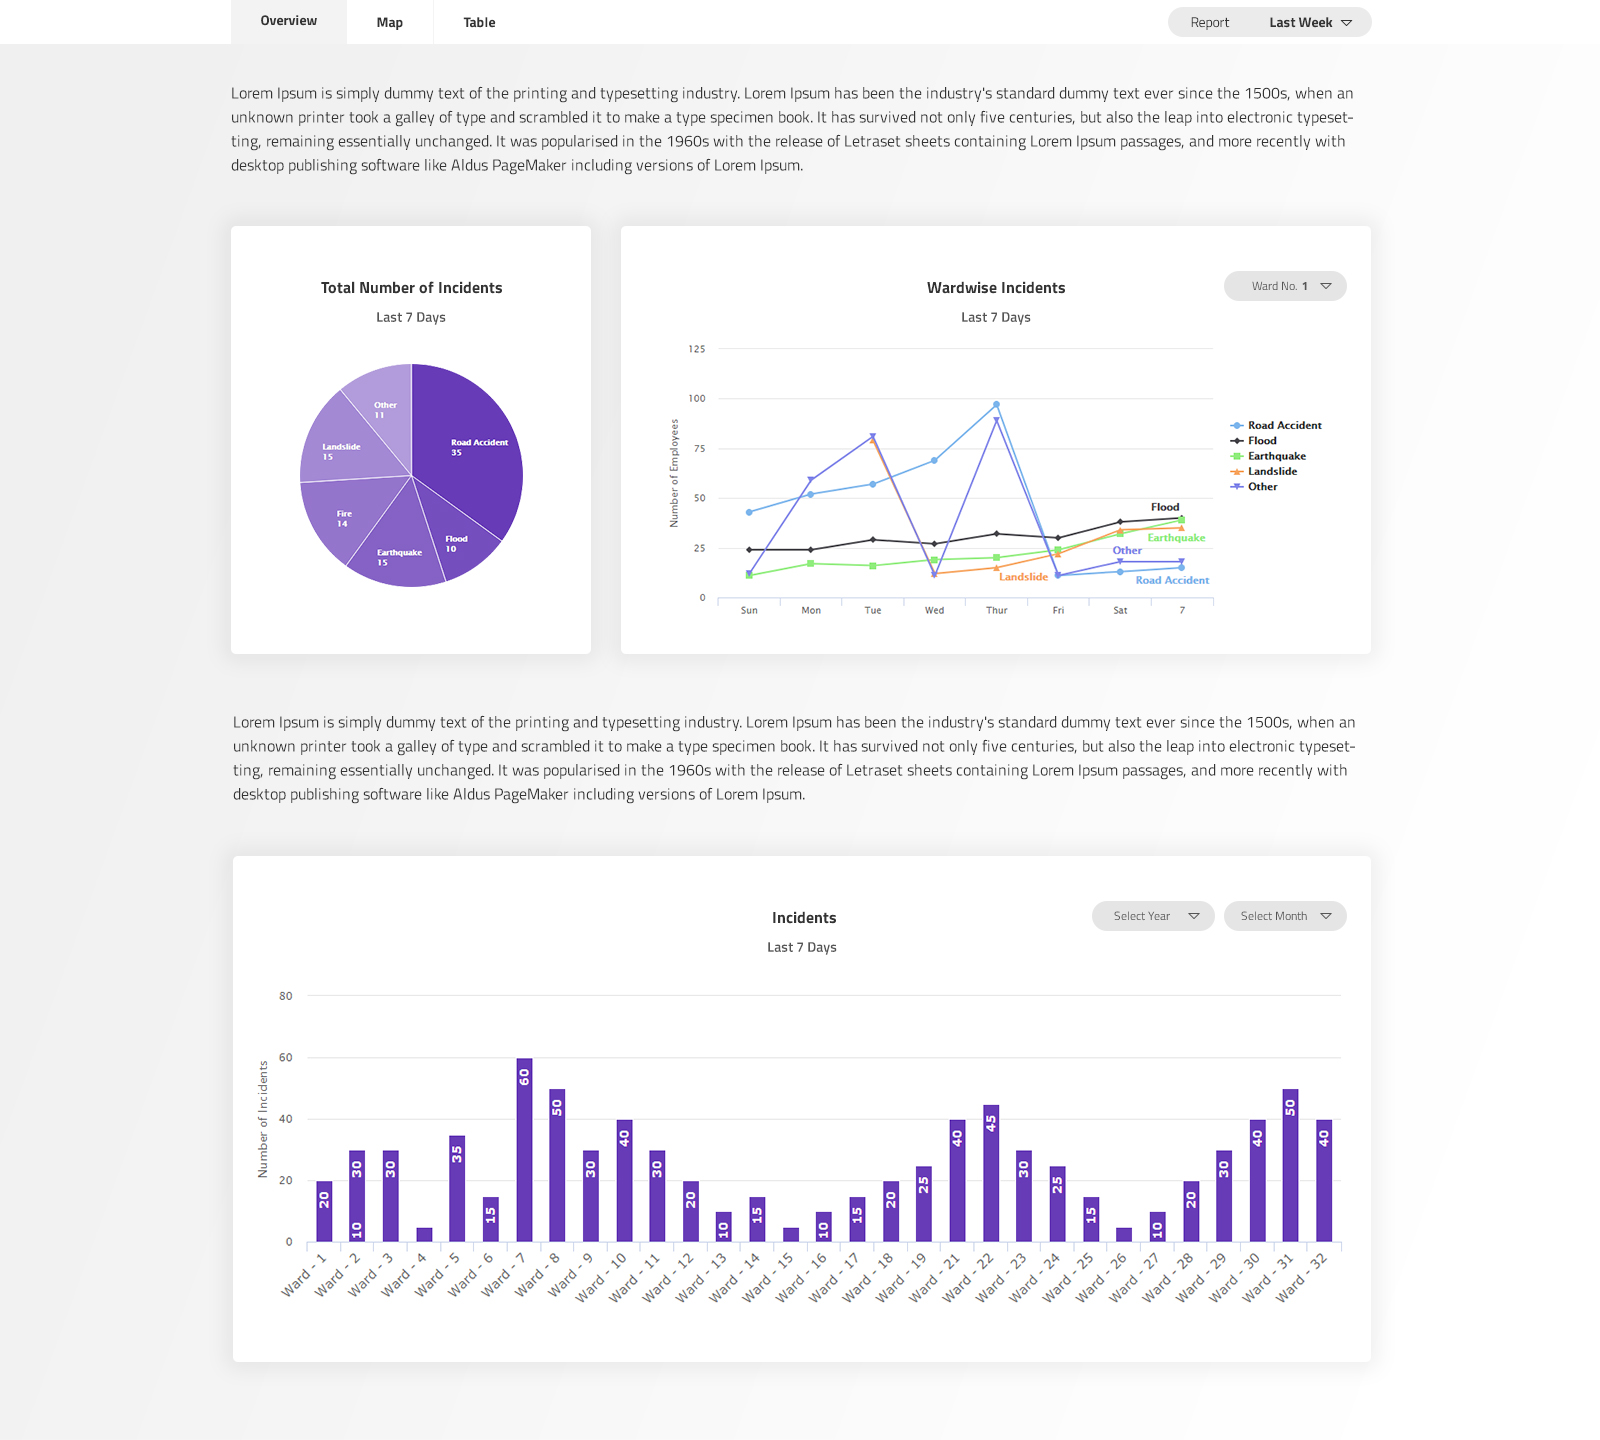 Overview
Map
Table
Report
Last Week
Lorem Ipsum is simply dummy text of the printing and typesetting industry. Lorem Ipsum has been the industry's standard dummy text ever since the 1500s, when an
unknown printer took a galley of type and scrambled it to make a type specimen book. It has survived not only five centuries, but also the leap into electronic typeset-
ting, remaining essentially unchanged. It was popularised in the 1960s with the release of Letraset sheets containing Lorem Ipsum passages, and more recently with
desktop publishing software like Aldus PageMaker including versions of Lorem Ipsum.
Total Number of Incidents
Last 7 Days
Other
11
Road Accident
35
Landslide
15
Fire
14
Flood
10
Earthquake
15
Wardwise Incidents
Last 7 Days
Ward No. 1
125
100
75
50
25
0
Number of Employees
Road Accident
Flood
Earthquake
Landslide
Other
Flood
Earthquake
Other
Landslide
Road Accident
Sun
Mon
Tue
Wed
Thur
Fri
Sat
7
Lorem Ipsum is simply dummy text of the printing and typesetting industry. Lorem Ipsum has been the industry's standard dummy text ever since the 1500s, when an
unknown printer took a galley of type and scrambled it to make a type specimen book. It has survived not only five centuries, but also the leap into electronic typeset-
ting, remaining essentially unchanged. It was popularised in the 1960s with the release of Letraset sheets containing Lorem Ipsum passages, and more recently with
desktop publishing software like Aldus PageMaker including versions of Lorem Ipsum.
Incidents
Last 7 Days
Select Year
Select Month
80
60
40
20
0
Number of Incidents
20
30
10
30
35
15
60
50
30
40
30
20
10
15
10
15
20
25
40
45
30
25
15
10
20
30
40
50
40
Ward - 1
Ward - 2
Ward - 3
Ward - 4
Ward - 5
Ward - 6
Ward - 7
Ward - 8
Ward - 9
Ward - 10
Ward - 11
Ward - 12
Ward - 13
Ward - 14
Ward - 15
Ward - 16
Ward - 17
Ward - 18
Ward - 19
Ward - 21
Ward - 22
Ward - 23
Ward - 24
Ward - 25
Ward - 26
Ward - 27
Ward - 28
Ward - 29
Ward - 30
Ward - 31
Ward - 32